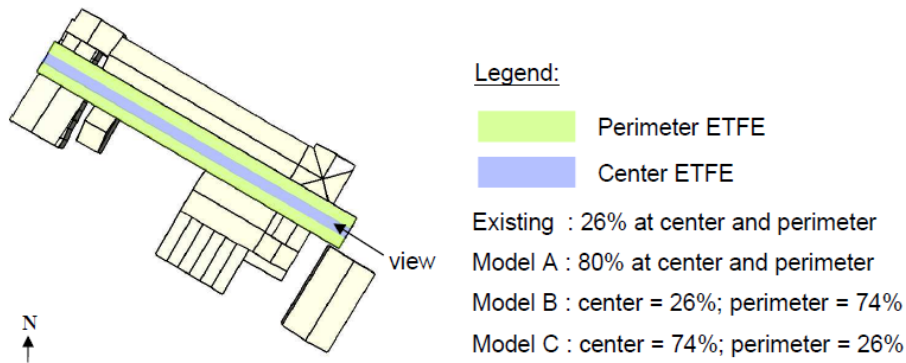 Legend:
Perimeter ETFE
Center ETFE
Existing : 26% at center and perimeter
Model A : 80% at center and perimeter
Model B : center = 26%; perimeter = 74%
Model C : center = 74%; perimeter = 26%
view
N